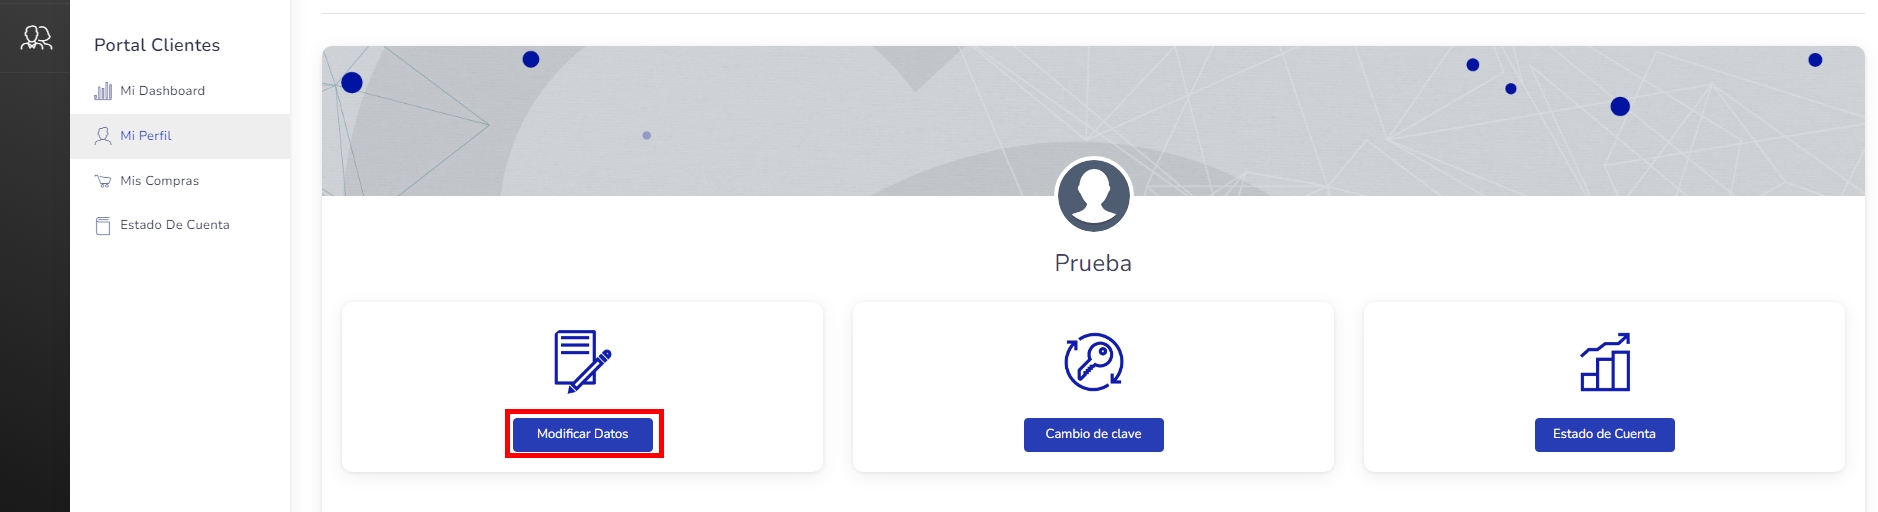 Portal Clientes
Mi Dashboard
Mi Perfil
Mis Compras
Estado De Cuenta
Prueba
Modificar Datos
Cambio de clave
Estado de Cuenta